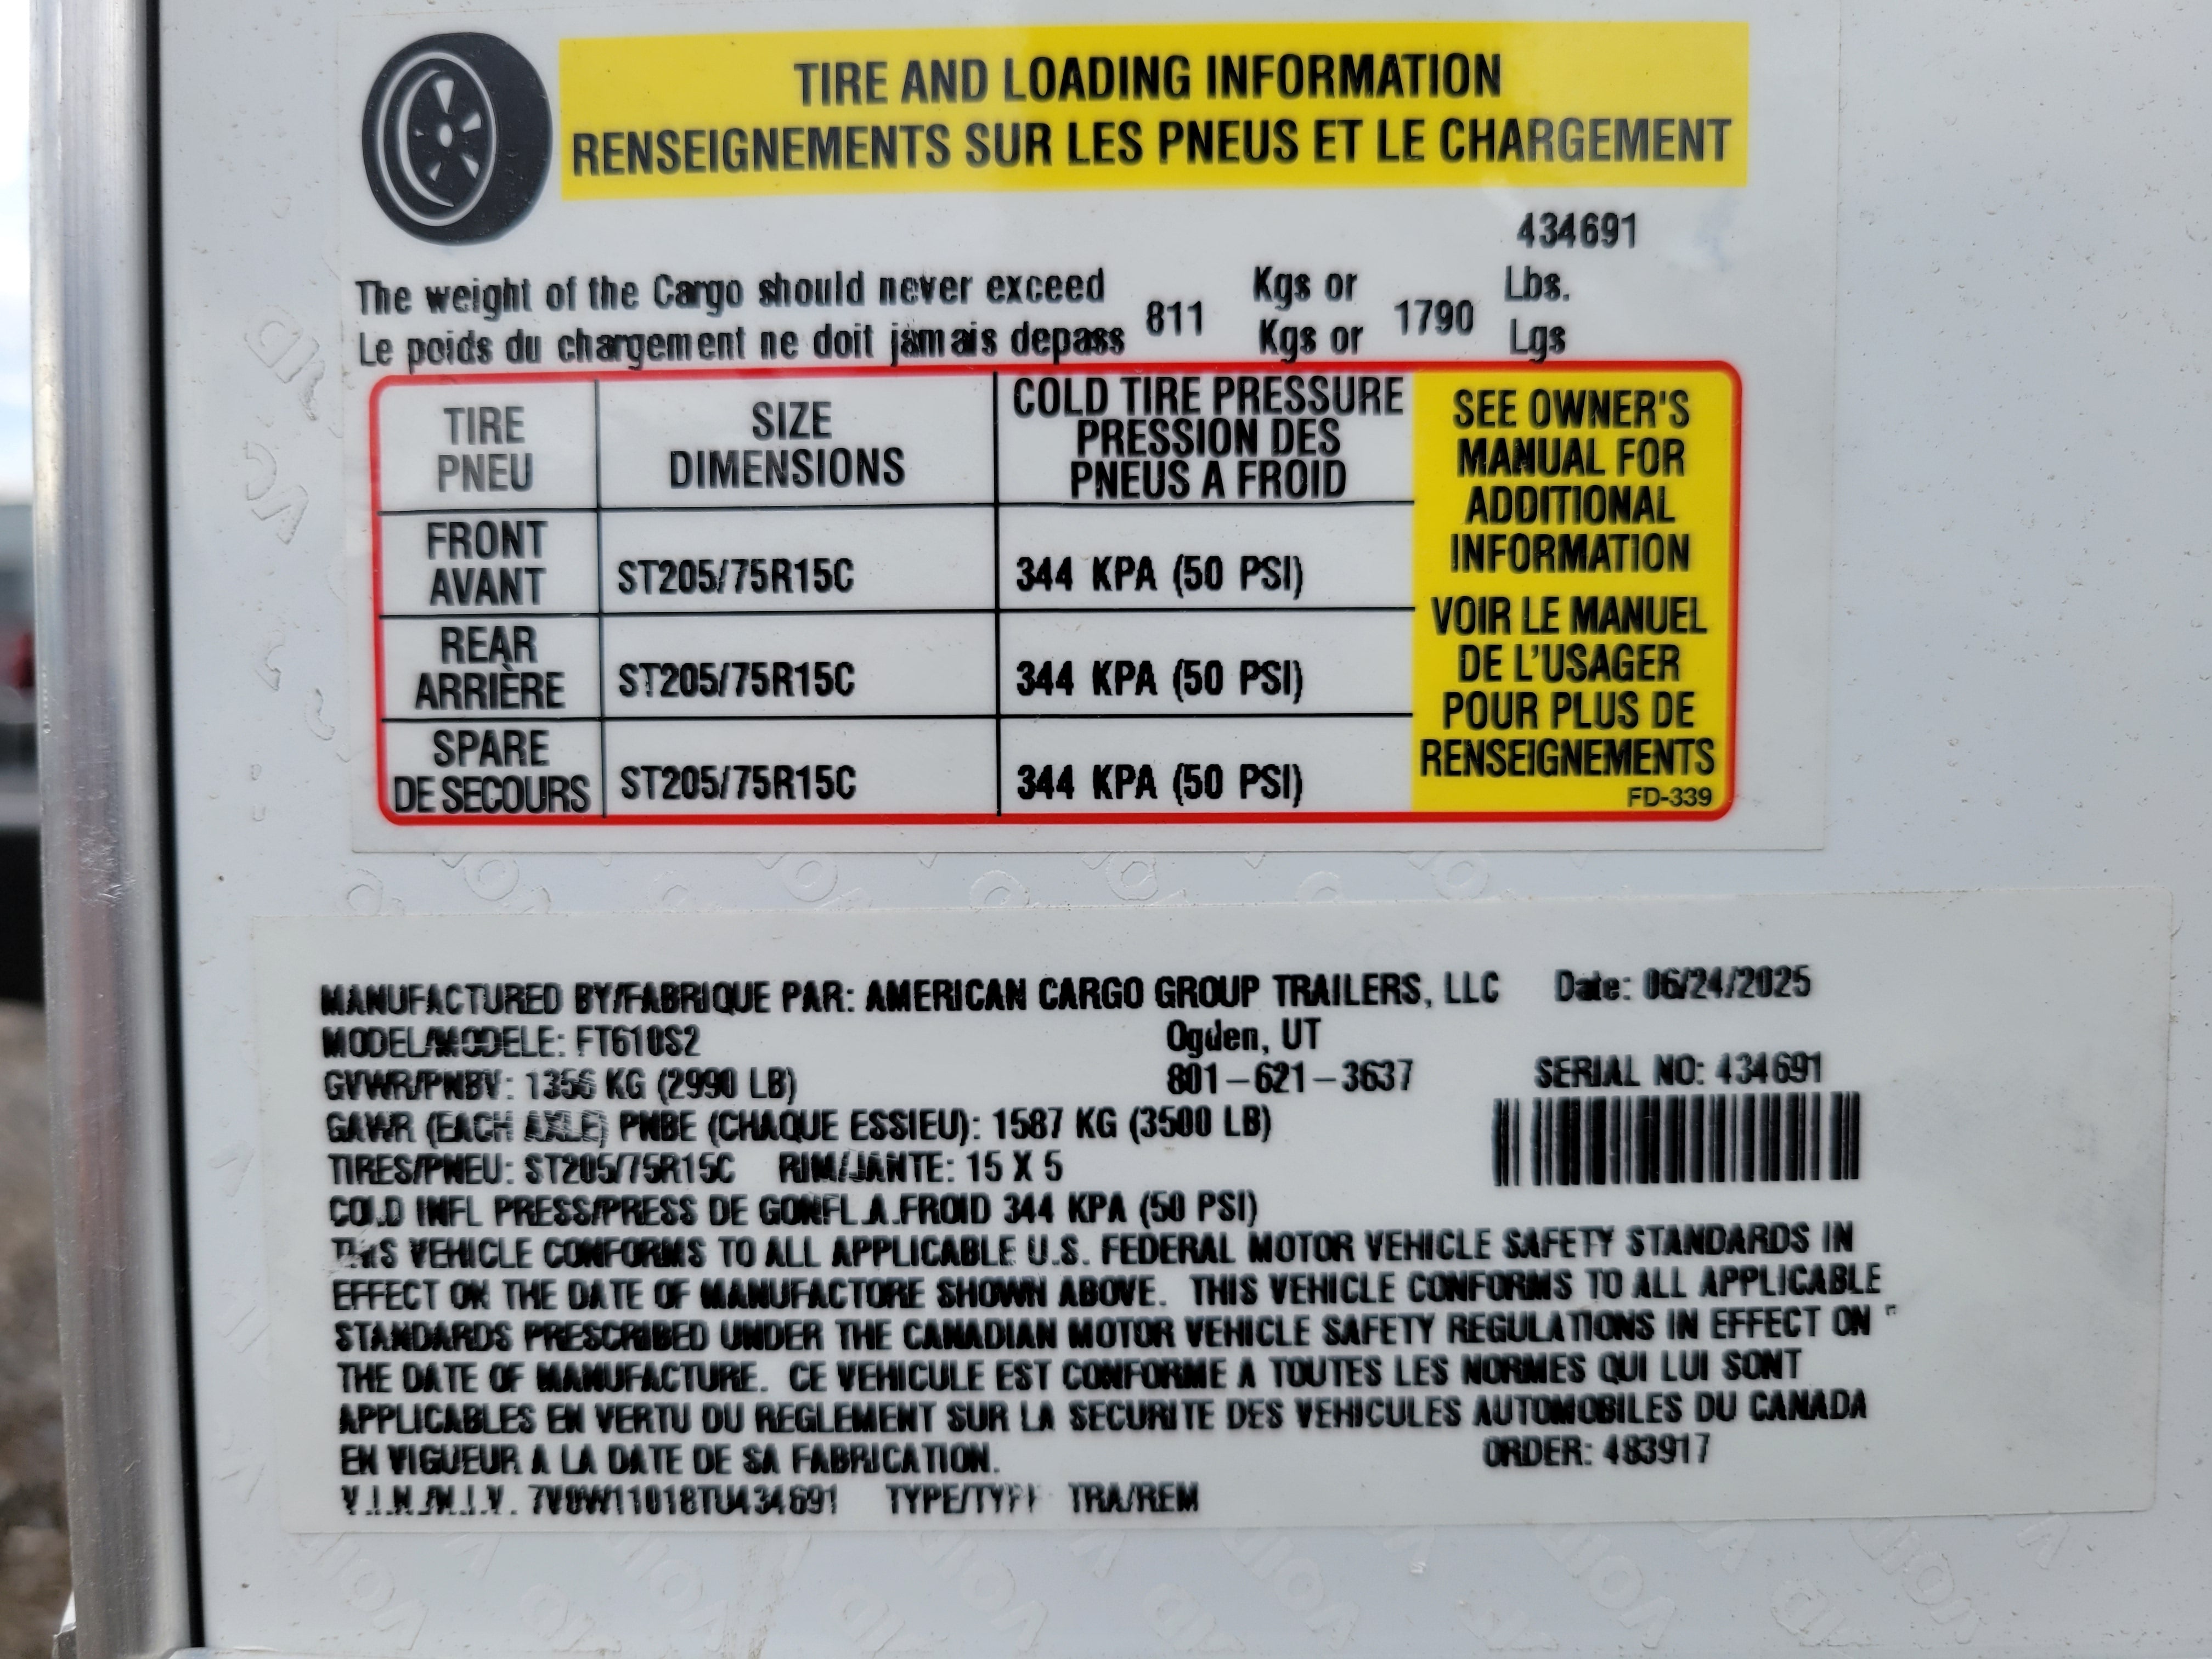 TIRE AND LOADING INFORMATION
RENSEIGNEMENTS SUR LES PNEUS ET LE CHARGEMENT
434691
The weight of the Cargo should never exceed 811 Kgs or 1790 Lbs.
Le poids du chargement ne doit jamais depass Kgs or Lgs
TIRE PNEU
SIZE DIMENSIONS
COLD TIRE PRESSURE
PRESSION DES
PNEUS A FROID
FRONT AVANT ST205/75R15C 344 KPA (50 PSI)
REAR ARRIÈRE ST205/75R15C 344 KPA (50 PSI)
SPARE DE SECOURS ST205/75R15C 344 KPA (50 PSI)
SEE OWNER'S
MANUAL FOR
ADDITIONAL
INFORMATION
VOIR LE MANUEL
DE L'USAGER
POUR PLUS DE
RENSEIGNEMENTS
FD-339
MANUFACTURED BY/FABRIQUE PAR: AMERICAN CARGO GROUP TRAILERS, LLC Date: 06/24/2025
MODEL/MODELE: FT610S2 Ogden, UT
GVWR/PNBV: 1356 KG (2990 LB) 801-621-3637 SERIAL NO: 434691
GAWR (EACH AXLE) PNBE (CHAQUE ESSIEU): 1587 KG (3500 LB)
TIRES/PNEU: ST205/75R15C RIM/JANTE: 15 X 5
COLD INFL PRESS/PRESS DE GONFL.A.FROID 344 KPA (50 PSI)
THIS VEHICLE CONFORMS TO ALL APPLICABLE U.S. FEDERAL MOTOR VEHICLE SAFETY STANDARDS IN
EFFECT ON THE DATE OF MANUFACTORE SHOWN ABOVE. THIS VEHICLE CONFORMS TO ALL APPLICABLE
STANDARDS PRESCRIBED UNDER THE CANADIAN MOTOR VEHICLE SAFETY REGULATIONS IN EFFECT ON "
THE DATE OF MANUFACTURE. CE VEHICULE EST CONFORME A TOUTES LES NORMES QUI LUI SONT
APPLICABLES EN VERTU DU REGLEMENT SUR LA SECURITE DES VEHICULES AUTOMOBILES DU CANADA
EN VIGUEUR A LA DATE DE SA FABRICATION. ORDER: 483917
V.I.N./N.I.V. 7V0W11018TU434691 TYPE/TYPE TRA/REM